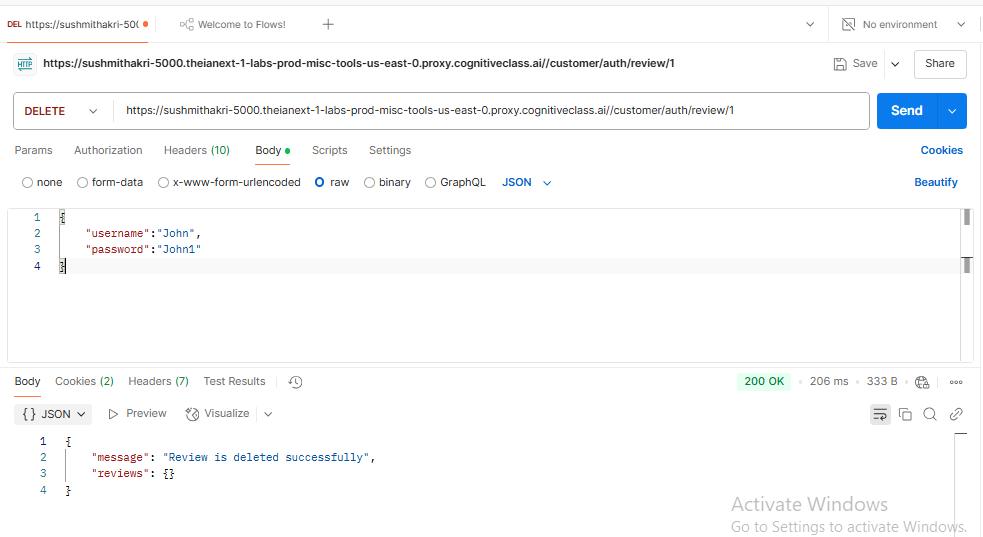 DEL https://sushmithakri-500 Welcome to Flows! No environment
HTTP https://sushmithakri-5000.theianext-1-labs-prod-misc-tools-us-east-0.proxy.cognitiveclass.ai//customer/auth/review/1 Save Share
DELETE https://sushmithakri-5000.theianext-1-labs-prod-misc-tools-us-east-0.proxy.cognitiveclass.ai//customer/auth/review/1 Send
Params Authorization Headers (10) Body Scripts Settings Cookies
none form-data x-www-form-urlencoded raw binary GraphQL JSON Beautify
1 {
2 "username":"John",
3 "password":"John1"
4 }
Body Cookies (2) Headers (7) Test Results 200 OK 206 ms 333 B
{} JSON Preview Visualize
1 {
2 "message": "Review is deleted successfully",
3 "reviews": {}
4 }
Activate Windows
Go to Settings to activate Windows.